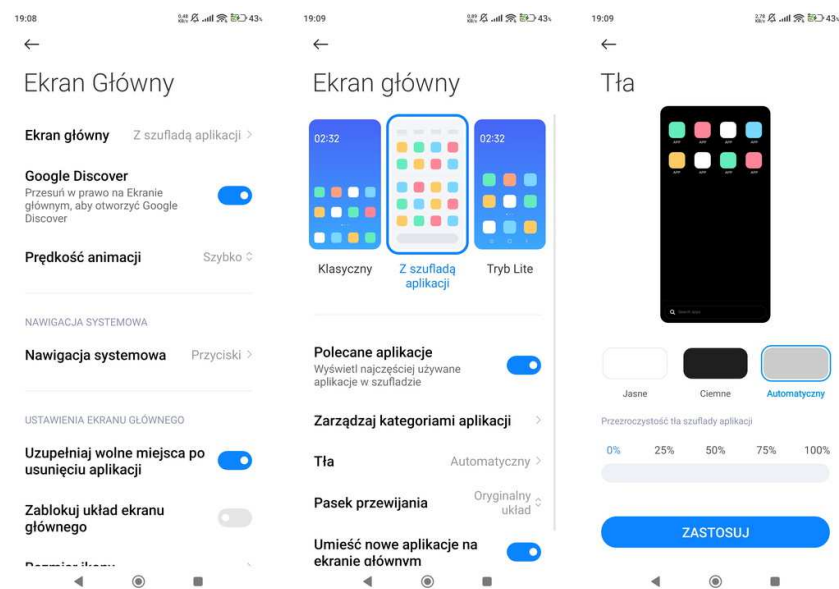 19:08
43%
Ekran Główny
Ekran główny Z szufladą aplikacji
Google Discover
Przesuń w prawo na Ekranie
głównym, aby otworzyć Google
Discover
Prędkość animacji Szybko
NAWIGACJA SYSTEMOWA
Nawigacja systemowa Przyciski
USTAWIENIA EKRANU GŁÓWNEGO
Uzupełniaj wolne miejsca po
usunięciu aplikacji
Zablokuj układ ekranu
głównego
19:09
43%
Ekran główny
02:32
02:32
Klasyczny
Z szufladą
aplikacji
Tryb Lite
Polecane aplikacje
Wyświetl najczęściej używane
aplikacje w szufladzie
Zarządzaj kategoriami aplikacji
Tła Automatyczny
Pasek przewijania
Oryginalny
układ
Umieść nowe aplikacje na
ekranie głównym
19:09
43%
Tła
Jasne
Ciemne
Automatyczny
Przezroczystość tła szuflady aplikacji
0% 25% 50% 75% 100%
ZASTOSUJ